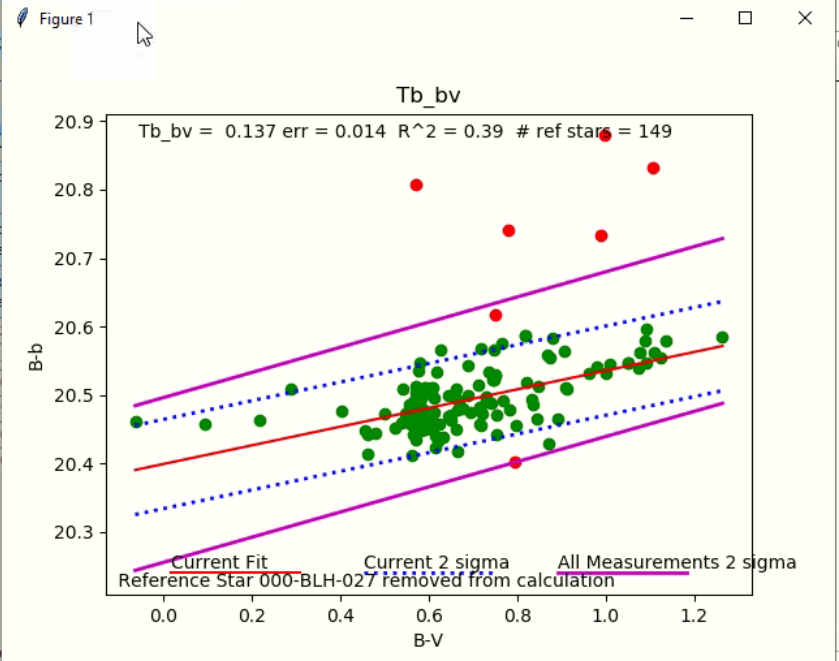 Figure 1
Tb_bv
Tb_bv =  0.137 err = 0.014  R^2 = 0.39  # ref stars = 149
20.9
20.8
20.7
20.6
20.5
20.4
20.3
B-b
Current Fit
Current 2 sigma
All Measurements 2 sigma
Reference Star 000-BLH-027 removed from calculation
0.0
0.2
0.4
0.6
0.8
1.0
1.2
B-V